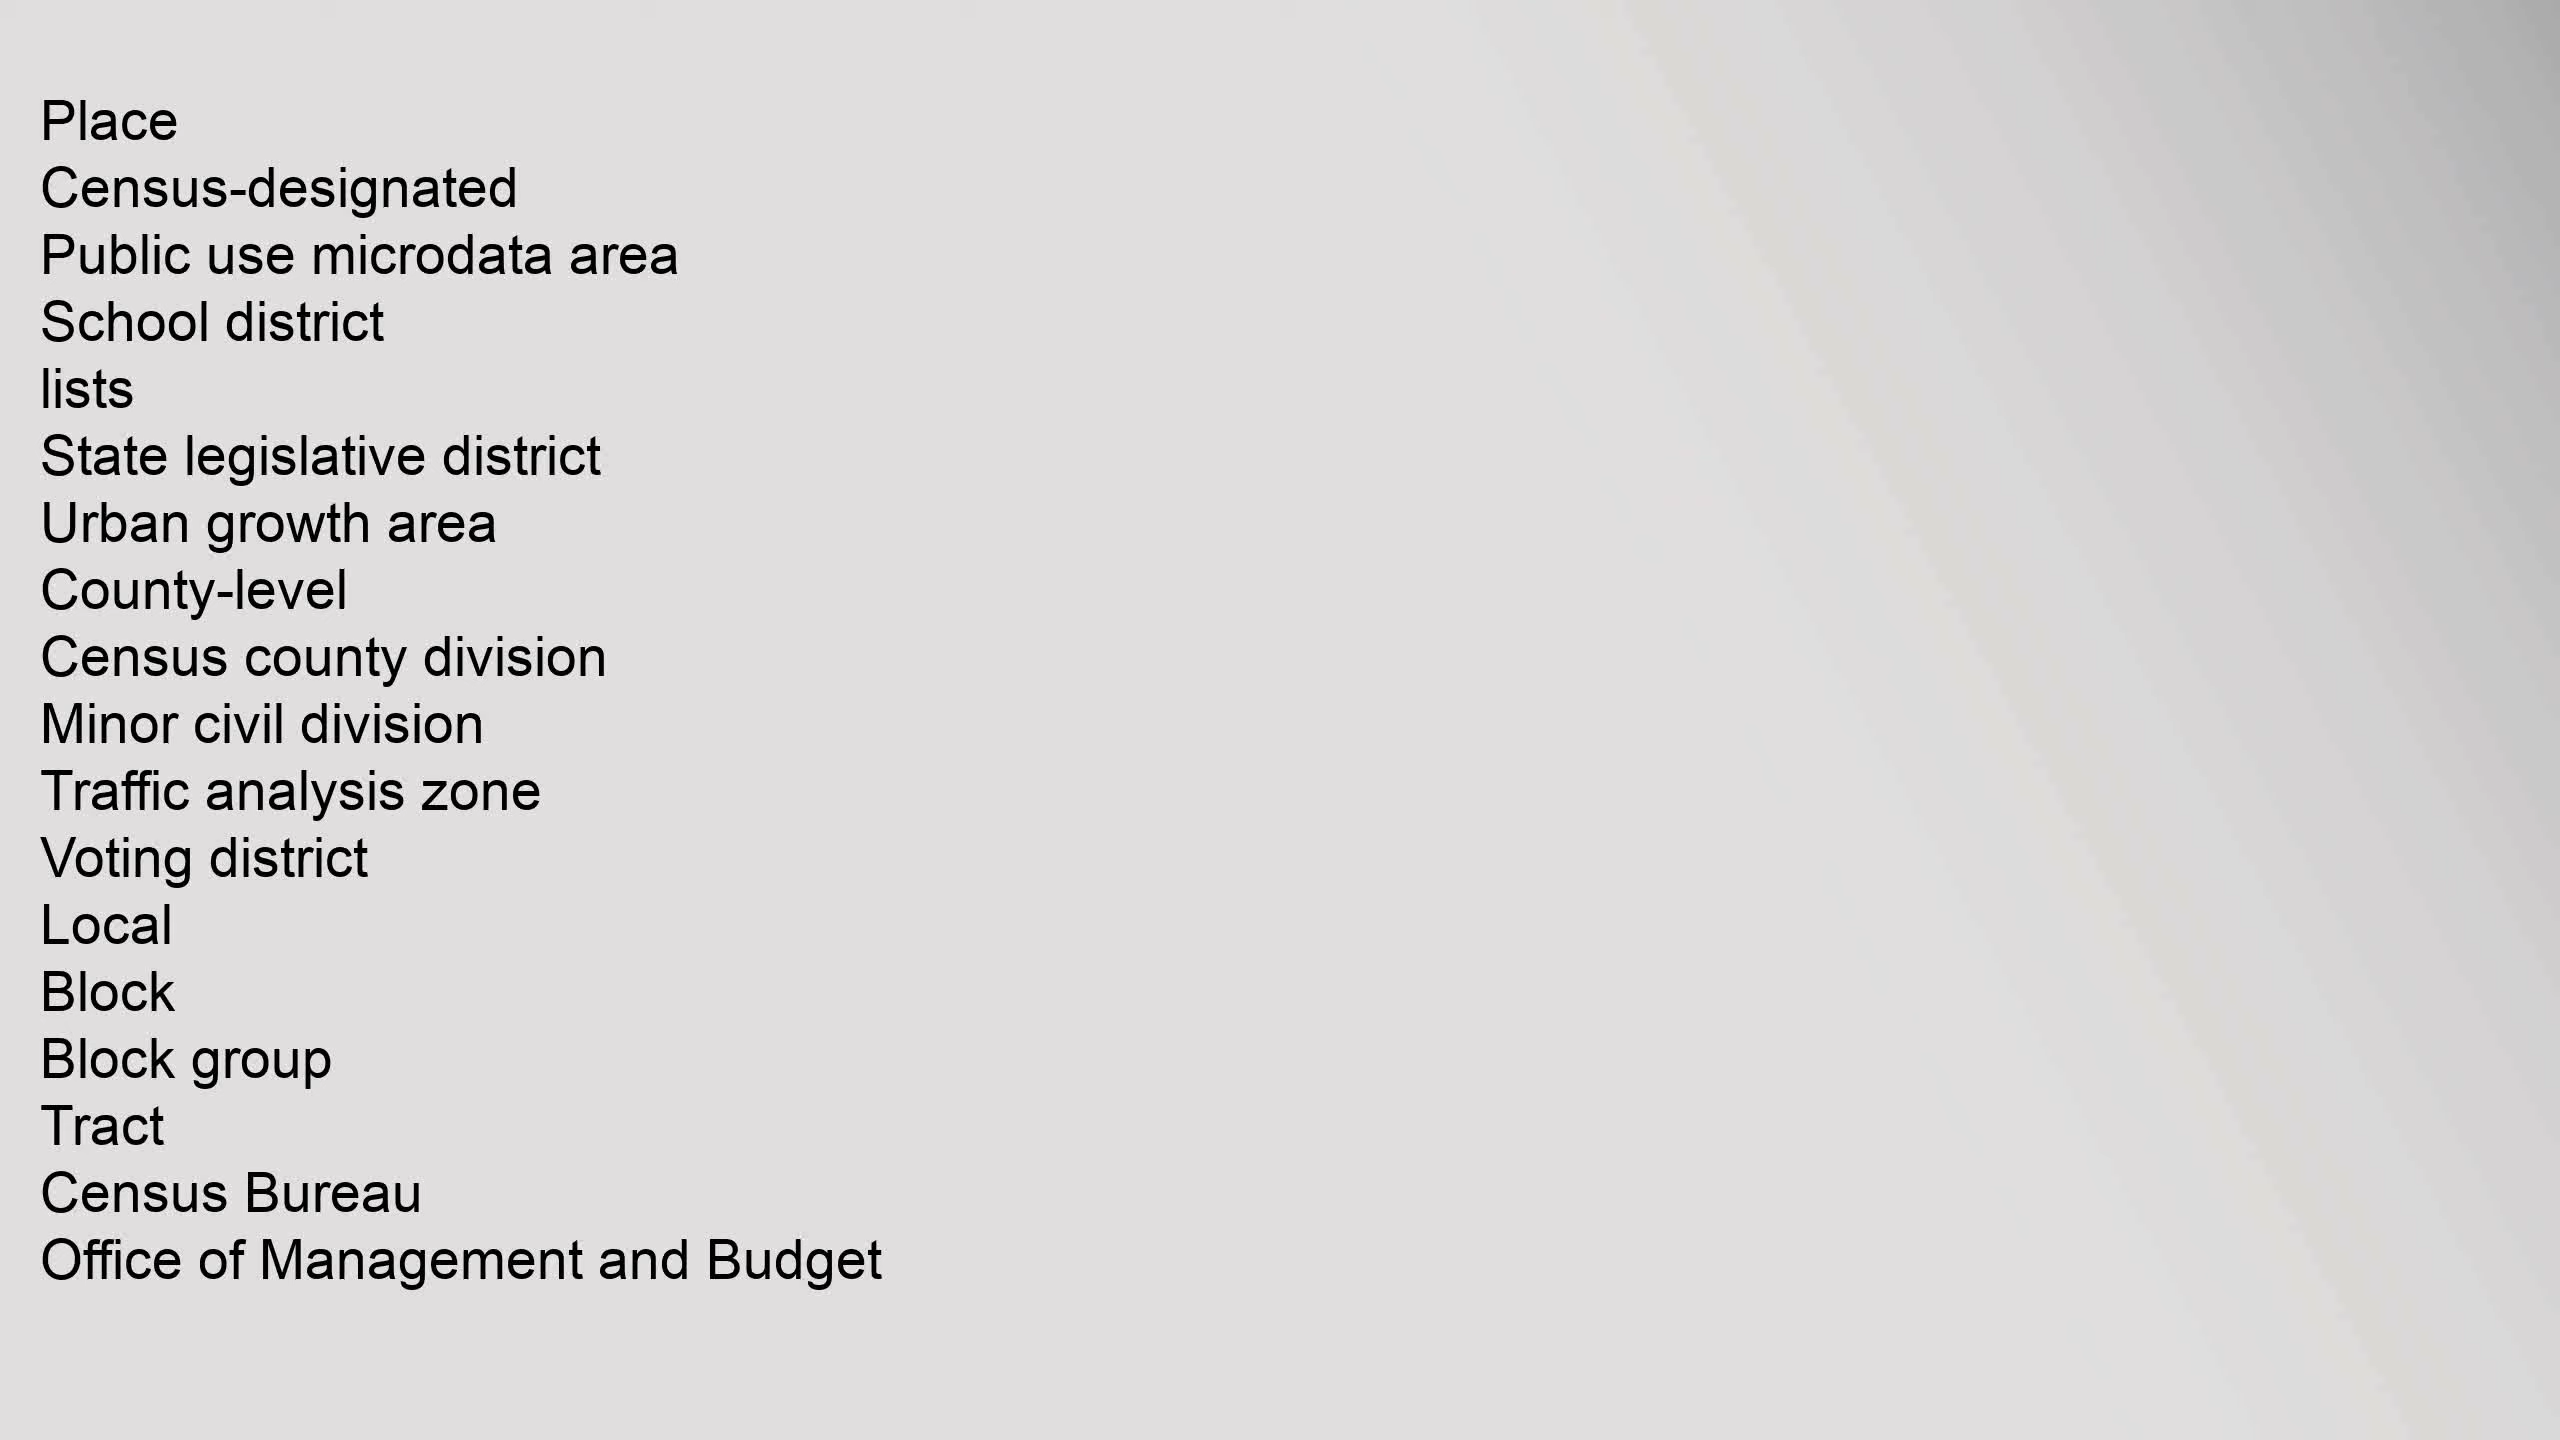 Place
Census-designated
Public use microdata area
School district
lists
State legislative district
Urban growth area
County-level
Census county division
Minor civil division
Traffic analysis zone
Voting district
Local
Block
Block group
Tract
Census Bureau
Office of Management and Budget